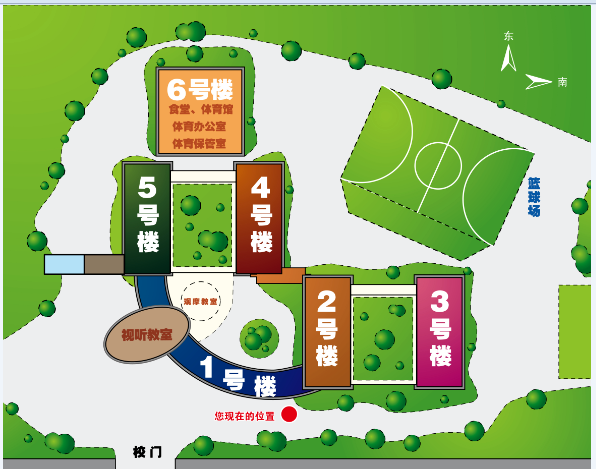 东
南
6号楼
食堂、体育馆
体育办公室
体育保管室
5号楼
4号楼
篮球场
观摩教室
2号楼
3号楼
视听教室
1号楼
您现在的位置
校门